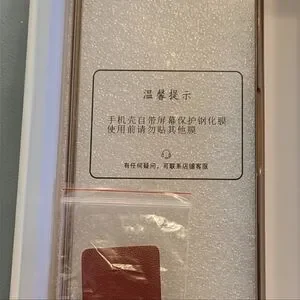 温馨提示
手机壳自带屏幕保护钢化膜
使用前请勿贴其他膜
有任何疑问，可联系店铺客服